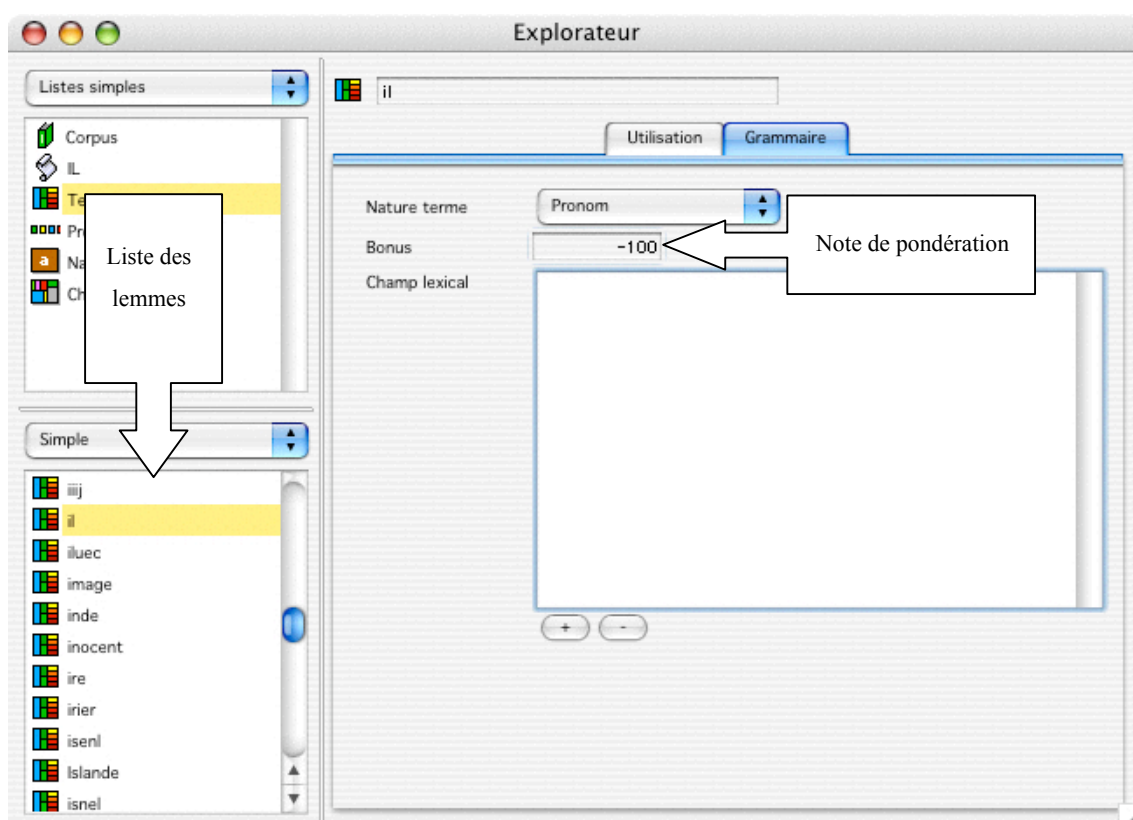 Explorateur
Listes simples
Corpus
IL
Te
Pr
Na
Ch
Liste des
lemmes
Simple
iiij
il
iluec
image
inde
inocent
ire
irier
isenl
Islande
isnel
il
Utilisation
Grammaire
Nature terme
Pronom
Bonus
-100
Note de pondération
Champ lexical
+
-